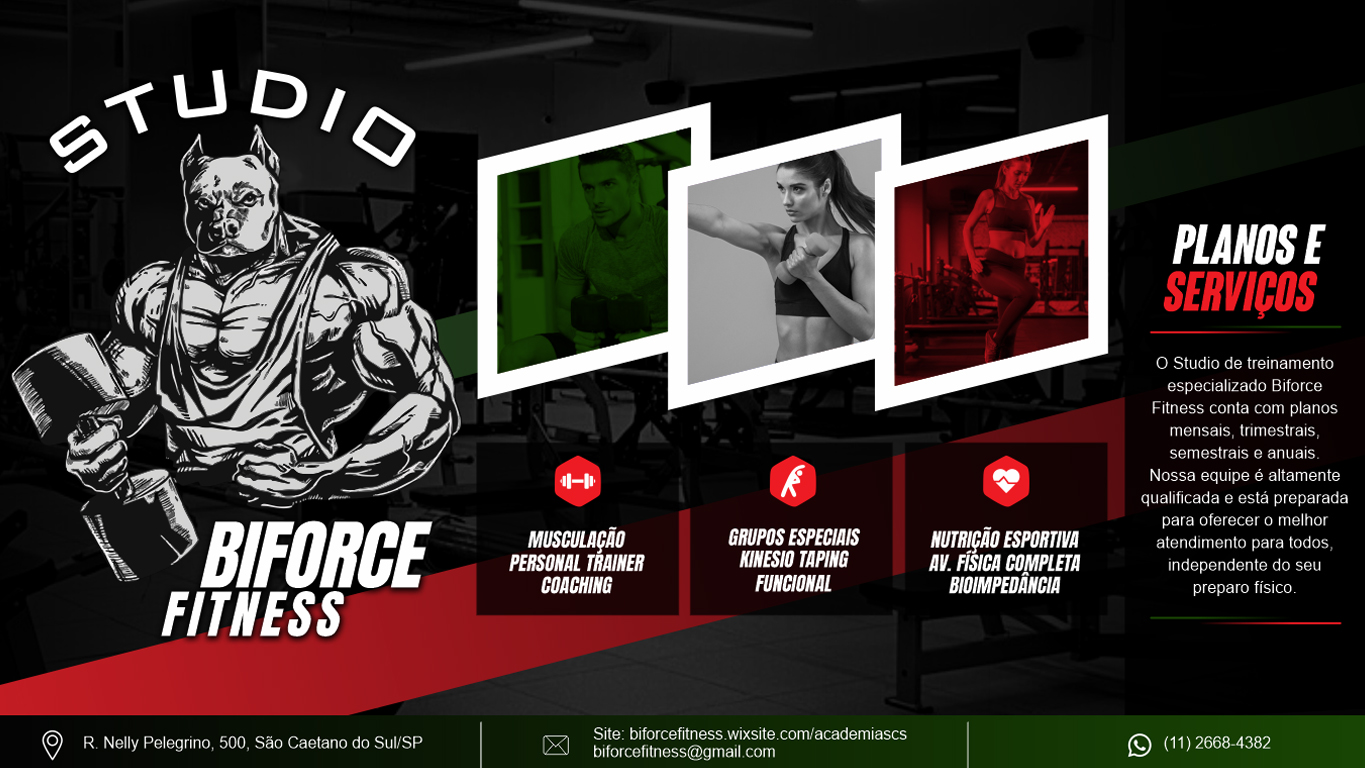 STUDIO
BIFORCE
FITNESS
MUSCULAÇÃO
PERSONAL TRAINER
COACHING
GRUPOS ESPECIAIS
KINESIO TAPING
FUNCIONAL
NUTRIÇÃO ESPORTIVA
AV. FÍSICA COMPLETA
BIOIMPEDÂNCIA
PLANOS E
SERVIÇOS
O Studio de treinamento
especializado Biforce
Fitness conta com planos
mensais, trimestrais,
semestrais e anuais.
Nossa equipe é altamente
qualificada e está preparada
para oferecer o melhor
atendimento para todos,
independente do seu
preparo físico.
R. Nelly Pelegrino, 500, São Caetano do Sul/SP
Site: biforcefitness.wixsite.com/academiascs
biforcefitness@gmail.com
(11) 2668-4382